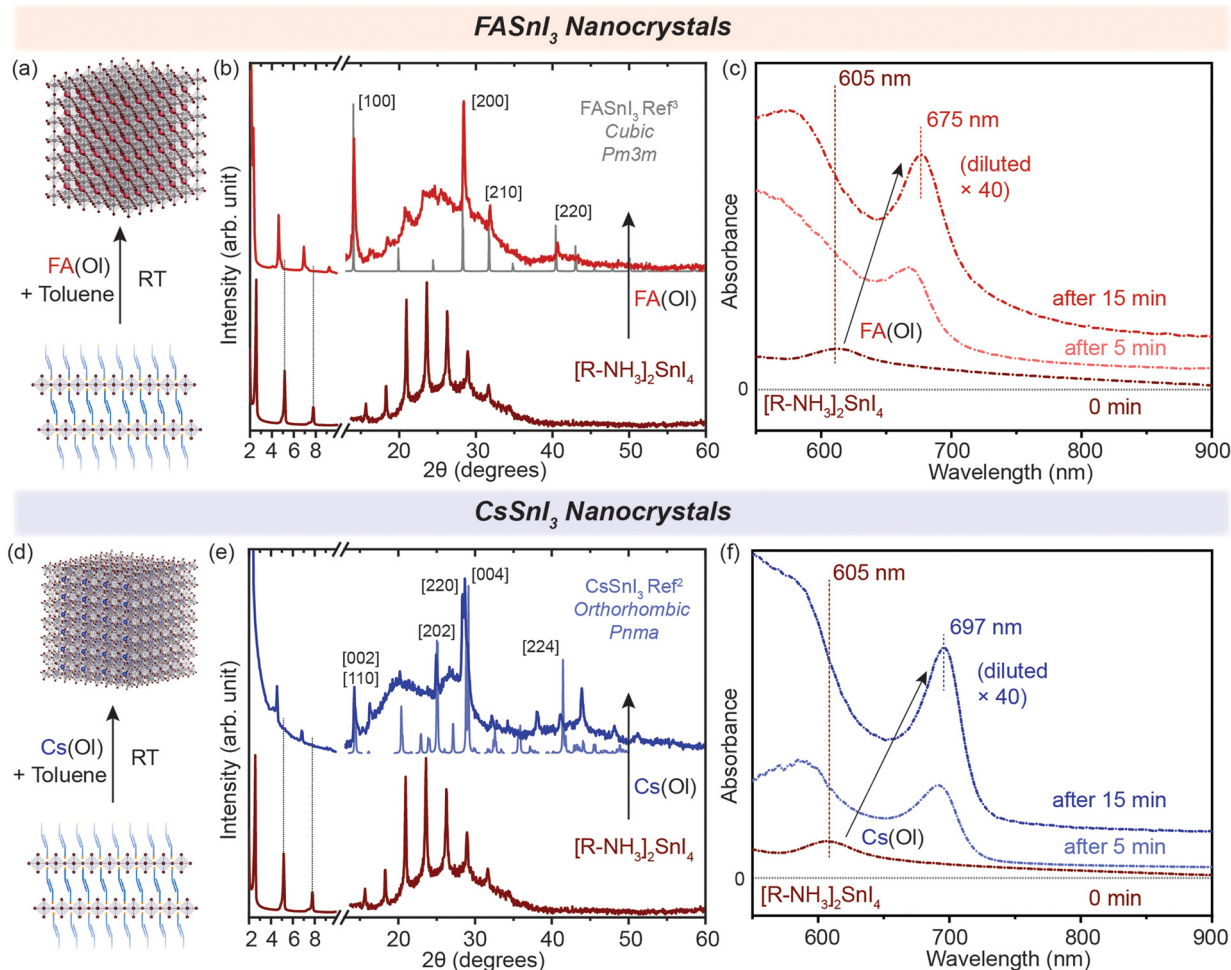 FASnI₃ Nanocrystals
(a)
FA(Ol)
+ Toluene
RT
(b)
Intensity (arb. unit)
[100]
[200]
[210]
[220]
FASnI₃ Ref³
Cubic
Pm3m
FA(Ol)
[R-NH₃]₂SnI₄
2 4 6 8 20 30 40 50 60
2θ (degrees)
(c)
Absorbance
605 nm
675 nm
(diluted
× 40)
FA(Ol)
after 15 min
after 5 min
0
[R-NH₃]₂SnI₄
0 min
600 700 800 900
Wavelength (nm)
CsSnI₃ Nanocrystals
(d)
Cs(Ol)
+ Toluene
RT
(e)
Intensity (arb. unit)
[002]
[110]
[202]
[220]
[004]
[224]
CsSnI₃ Ref²
Orthorhombic
Pnma
Cs(Ol)
[R-NH₃]₂SnI₄
2 4 6 8 20 30 40 50 60
2θ (degrees)
(f)
Absorbance
605 nm
697 nm
(diluted
× 40)
Cs(Ol)
after 15 min
after 5 min
0
[R-NH₃]₂SnI₄
0 min
600 700 800 900
Wavelength (nm)